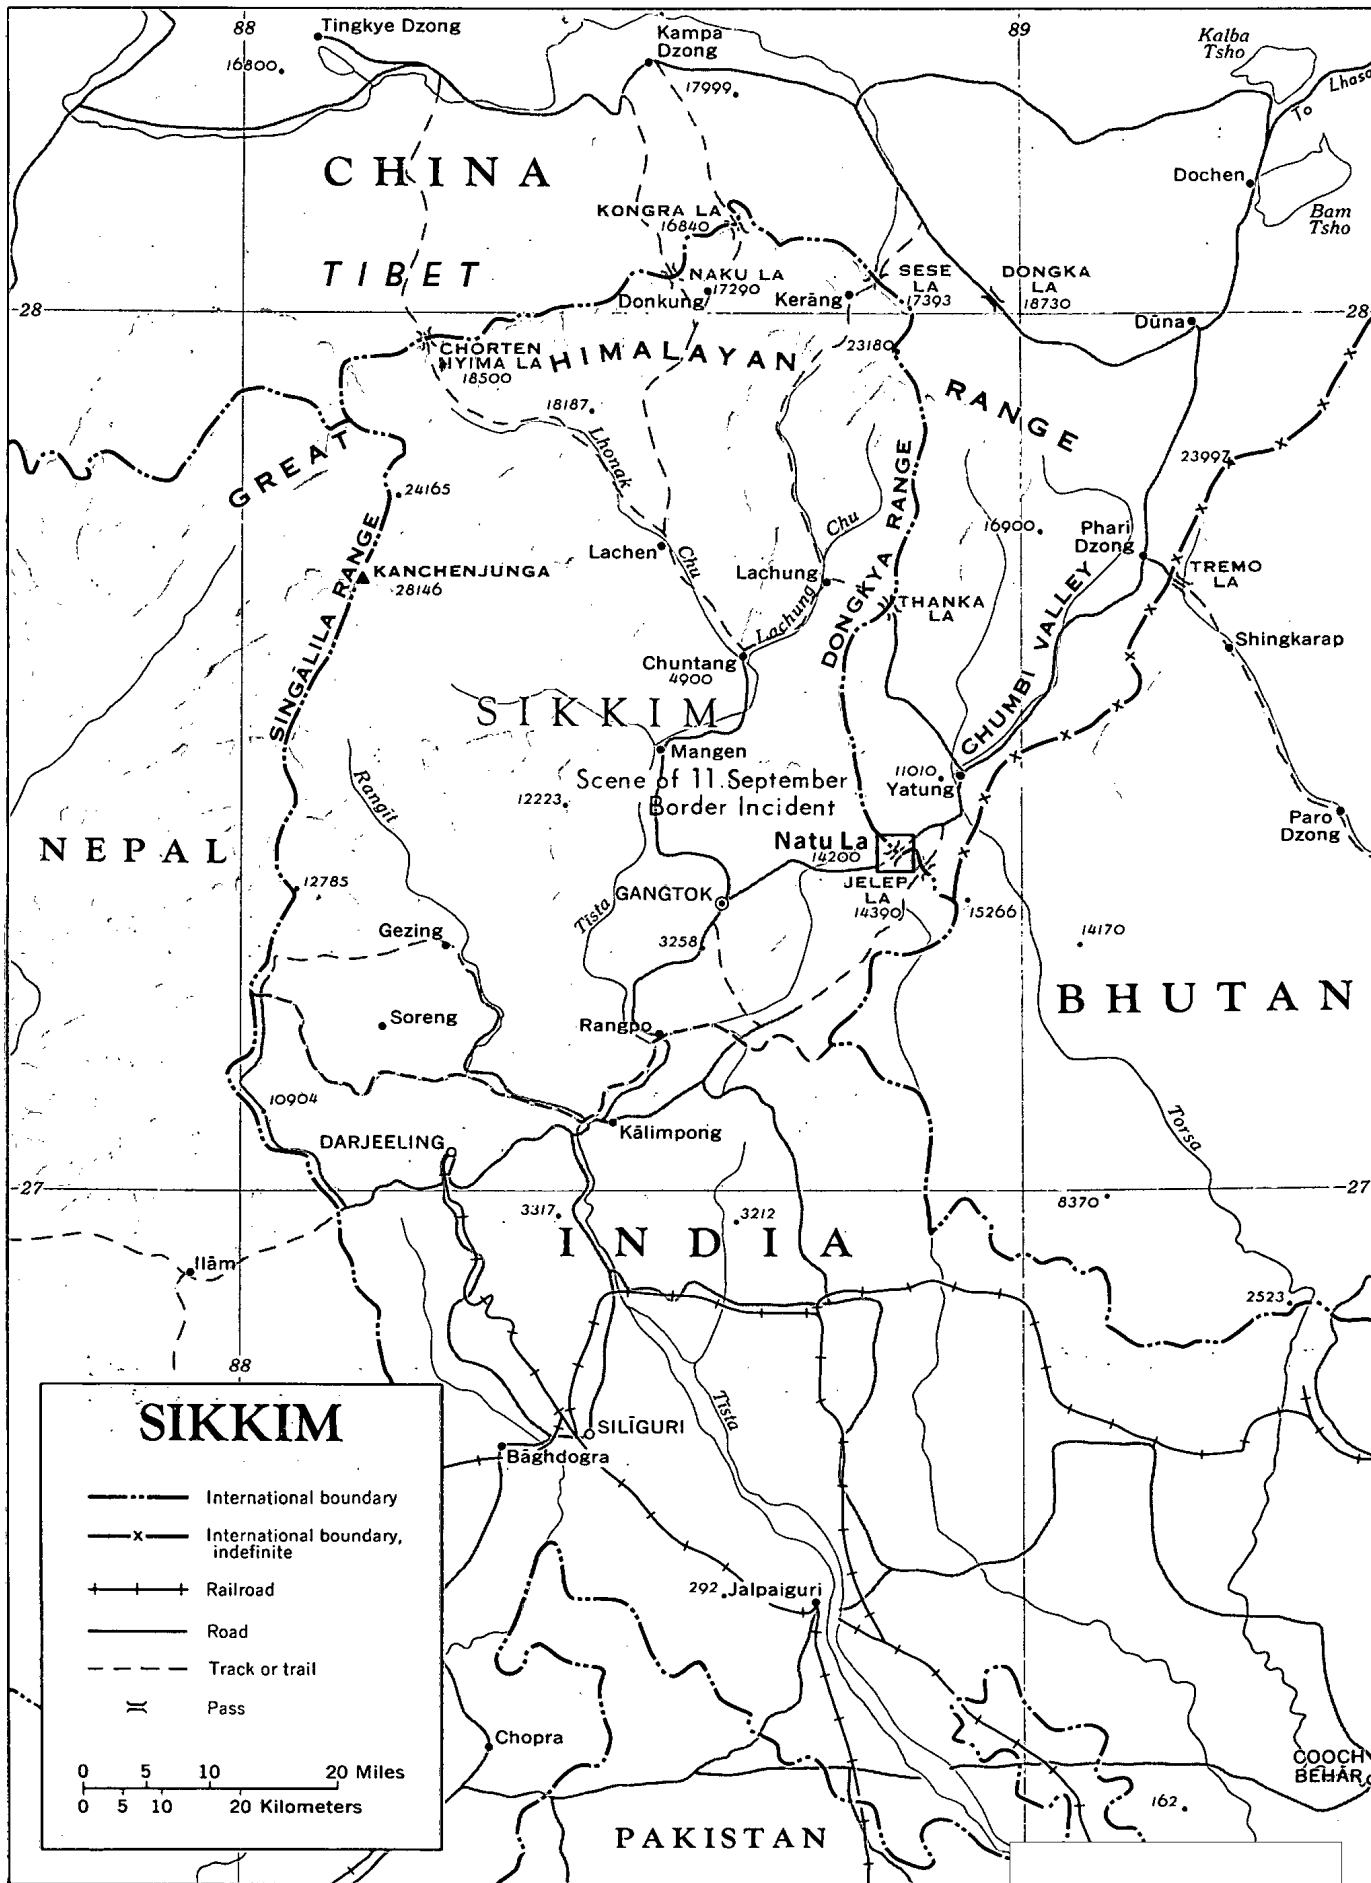 88
89
Tingkye Dzong
16800
Kampa
Dzong
17999
Kalba
Tsho
To Lhasa
CHINA
Dochen
Bam
Tsho
KONGRA LA
16840
TIBET
NAKU LA
17290
Donkung
Kerāng
SESE
LA
17393
DONGKA
LA
18730
28
28
Dūna
CHORTEN
NYIMA LA
18500
GREAT HIMALAYAN RANGE
23180
18187
Lhonak
Chu
24165
23997
SINGĀLILA RANGE
KANCHENJUNGA
28146
Lachen
Lachung
Lachung
Chu
DONGKYA RANGE
16900
Phari
Dzong
TREMO
LA
THANKA
LA
CHUMBI VALLEY
Shingkarap
Chuntang
4900
SIKKIM
Mangen
Scene of 11 September
Border Incident
12223
11010
Yatung
Rangit
Paro
Dzong
NEPAL
Natu La
14200
JELEP
LA
14390
12785
GANGTOK
15266
14170
Tista
Gezing
3258
BHUTAN
Soreng
Rangpo
10904
Kālimpong
Torsa
DARJEELING
27
27
3317
3212
8370
INDIA
Ilām
2523
88
Tista
SILĪGURI
Bāghdogra
SIKKIM
International boundary
International boundary,
indefinite
Railroad
Road
Track or trail
Pass
0 5 10 20 Miles
0 5 10 20 Kilometers
292
Jalpaiguri
Chopra
COOCH
BEHĀR
162
PAKISTAN